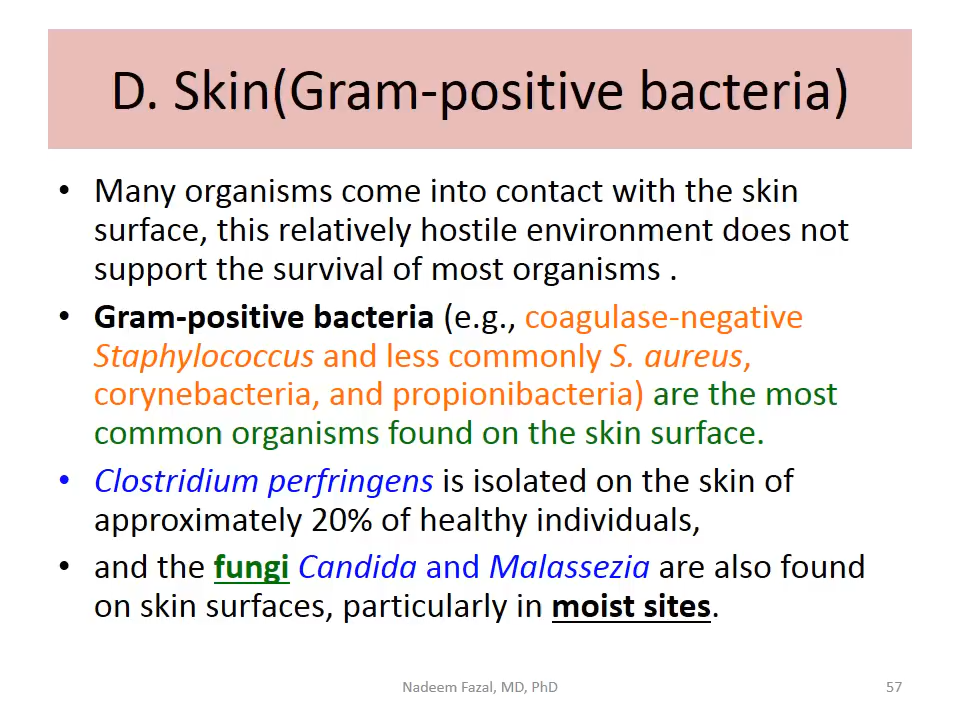 D. Skin(Gram-positive bacteria)
• Many organisms come into contact with the skin
surface, this relatively hostile environment does not
support the survival of most organisms .
• Gram-positive bacteria (e.g., coagulase-negative
Staphylococcus and less commonly S. aureus,
corynebacteria, and propionibacteria) are the most
common organisms found on the skin surface.
• Clostridium perfringens is isolated on the skin of
approximately 20% of healthy individuals,
• and the fungi Candida and Malassezia are also found
on skin surfaces, particularly in moist sites.
Nadeem Fazal, MD, PhD
57